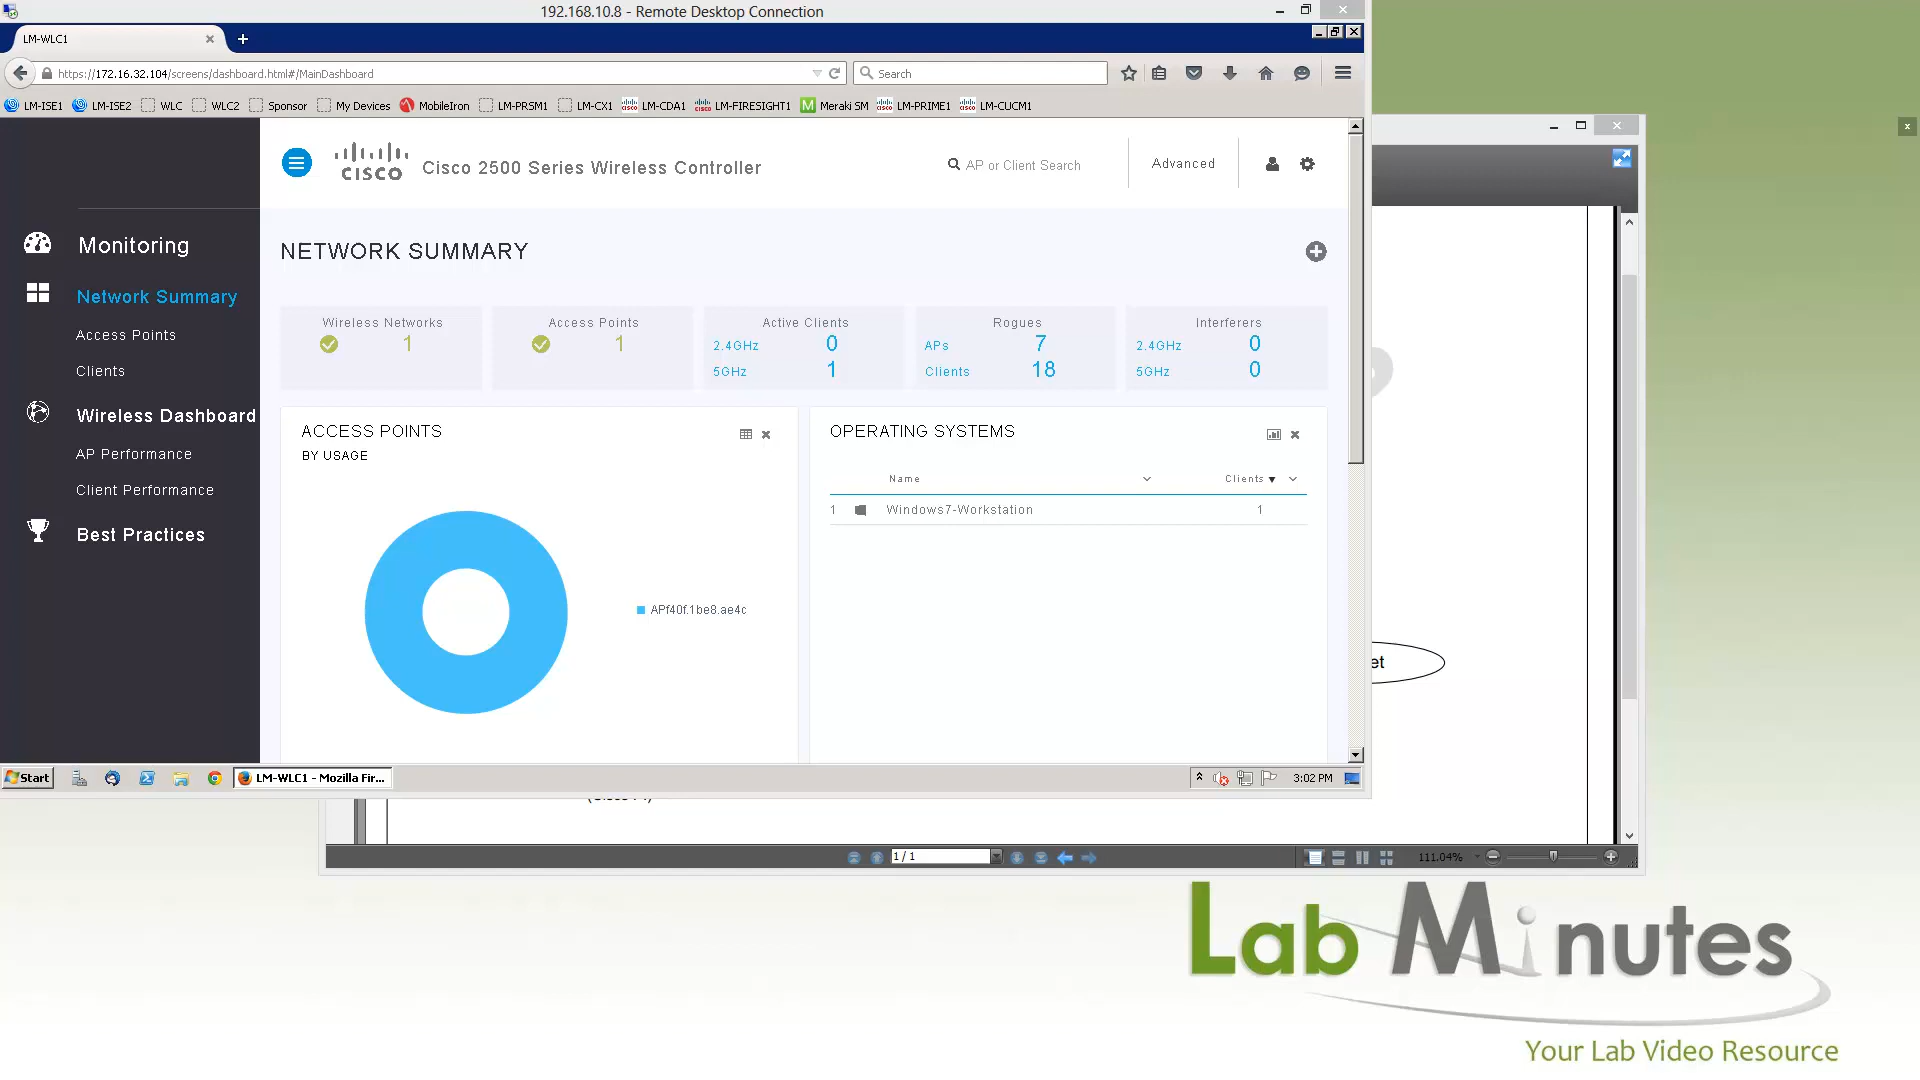 192.168.10.8 - Remote Desktop Connection
LM-WLC1
https://172.16.32.104/screens/dashboard.html#/MainDashboard
Search
LM-ISE1
LM-ISE2
WLC
WLC2
Sponsor
My Devices
MobileIron
LM-PRSM1
LM-CX1
LM-CDA1
LM-FIRESIGHT1
Meraki SM
LM-PRIME1
LM-CUCM1
CISCO
Cisco 2500 Series Wireless Controller
AP or Client Search
Advanced
Monitoring
Network Summary
Access Points
Clients
Wireless Dashboard
AP Performance
Client Performance
Best Practices
NETWORK SUMMARY
Wireless Networks
1
Access Points
1
Active Clients
2.4GHz 0
5GHz 1
Rogues
APs 7
Clients 18
Interferers
2.4GHz 0
5GHz 0
ACCESS POINTS
BY USAGE
APf40f.1be8.ae4c
OPERATING SYSTEMS
Name Clients
1 Windows7-Workstation 1
et
Start
LM-WLC1 - Mozilla Fir...
3:02 PM
1 / 1
111.04%
Lab Minutes
Your Lab Video Resource